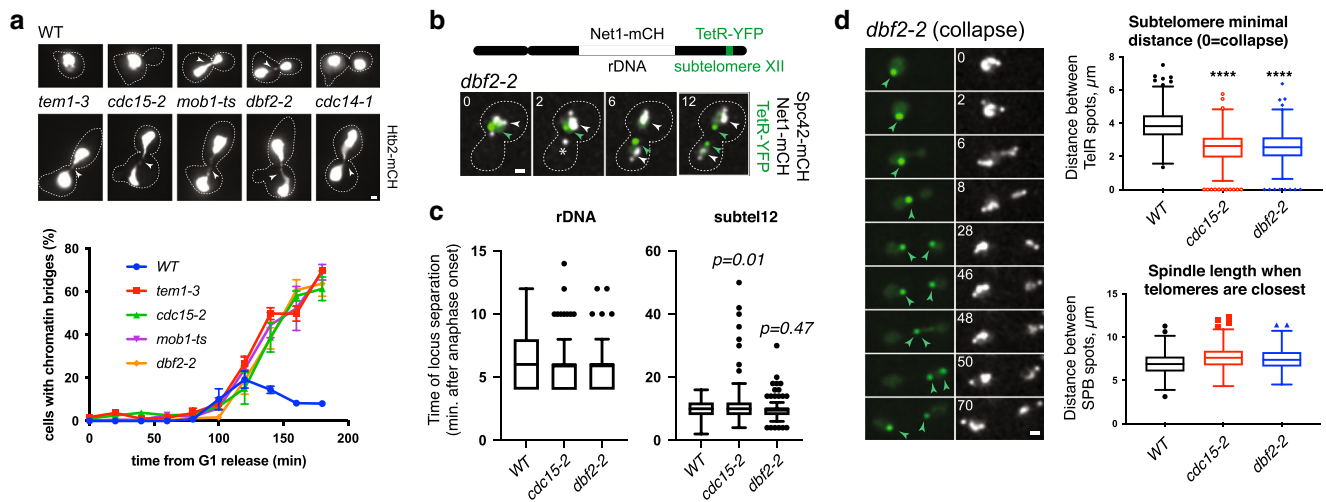 a
WT
tem1-3 cdc15-2 mob1-ts dbf2-2 cdc14-1
Htb2-mCH
cells with chromatin bridges (%)
80
60
40
20
0
WT
tem1-3
cdc15-2
mob1-ts
dbf2-2
0 50 100 150 200
time from G1 release (min)
b
Net1-mCH TetR-YFP
rDNA subtelomere XII
dbf2-2
0 2 6 12
*
TetR-YFP
Net1-mCH
Spc42-mCH
c
rDNA subtel12
Time of locus separation
(min. after anaphase onset)
15
10
5
0
WT cdc15-2 dbf2-2
60
40
20
0
p=0.01
p=0.47
WT cdc15-2 dbf2-2
d
dbf2-2 (collapse)
0
2
6
8
28
46
48
50
70
Subtelomere minimal
distance (0=collapse)
Distance between
TelR spots, µm
8
6
4
2
0
**** ****
WT cdc15-2 dbf2-2
Spindle length when
telomeres are closest
Distance between
SPB spots, µm
15
10
5
0
WT cdc15-2 dbf2-2